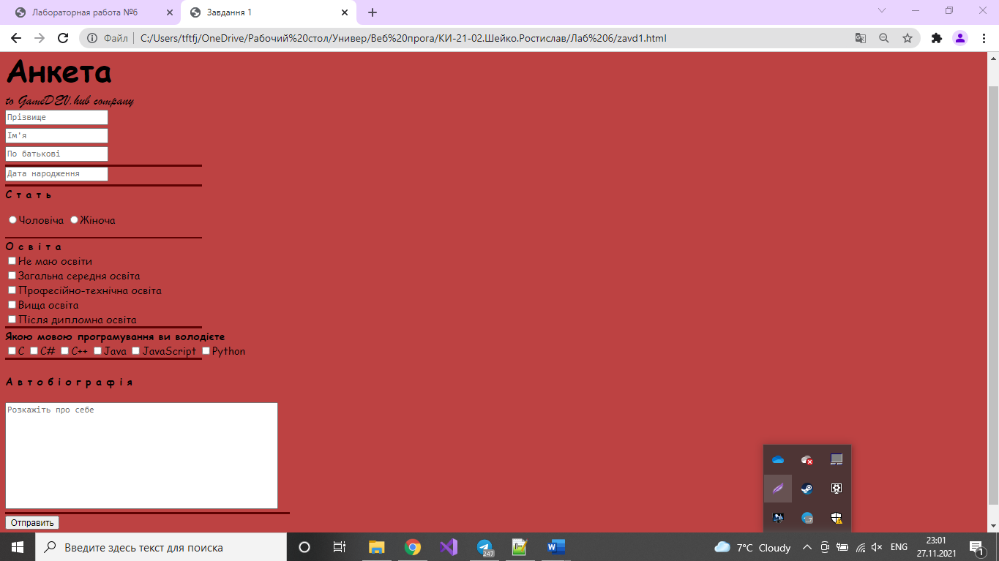 Лабораторная работа №6
Завдання 1
Файл
C:/Users/tftfj/OneDrive/Рабочий%20стол/Универ/Веб%20прога/КИ-21-02.Шейко.Ростислав/Лаб%206/zavd1.html
Анкета
to GameDEV.hub company
Прізвище
Ім'я
По батькові
Дата народження
Стать
Чоловіча Жіноча
Освіта
Не маю освіти
Загальна середня освіта
Професійно-технічна освіта
Вища освіта
Після дипломна освіта
Якою мовою програмування ви володієте
C C# C++ Java JavaScript Python
Автобіографія
Розкажіть про себе
Отправить
Введите здесь текст для поиска
247
7°C Cloudy
ENG
23:01
27.11.2021
1